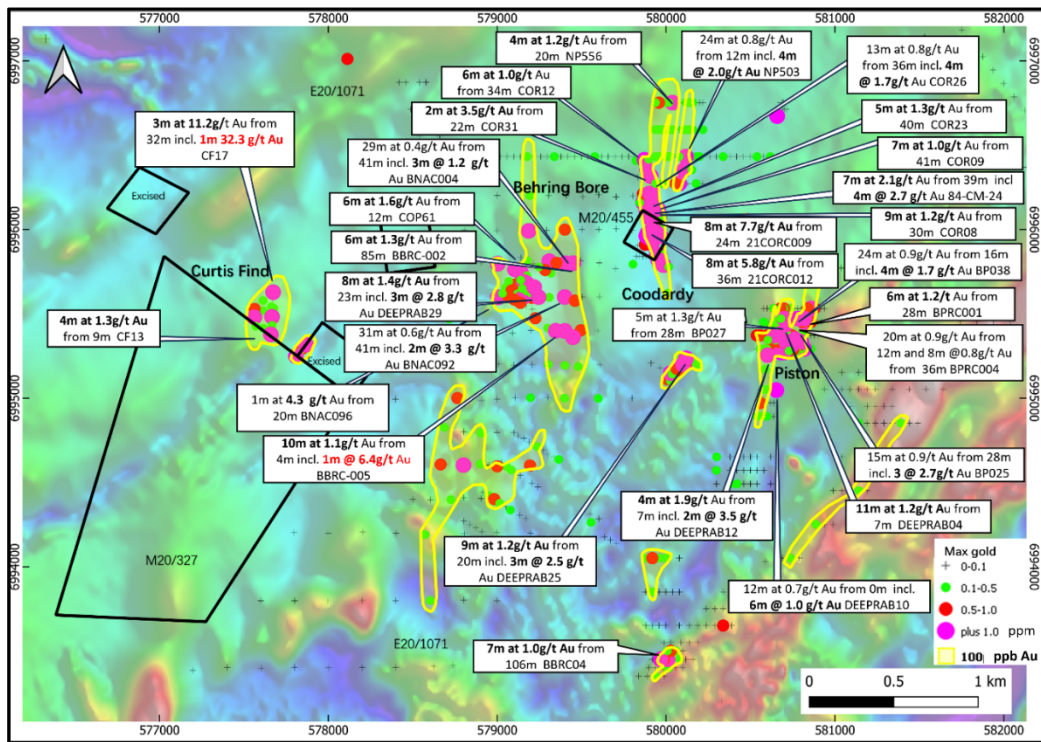 577000
578000
579000
580000
581000
582000
6997000
6996000
6995000
6994000
6997000
6996000
6995000
6994000
E20/1071
4m at 1.2g/t Au from
20m NP556
24m at 0.8g/t Au
from 12m incl. 4m
@ 2.0g/t Au NP503
13m at 0.8g/t Au
from 36m incl. 4m
@ 1.7g/t Au COR26
6m at 1.0g/t Au
from 34m COR12
2m at 3.5g/t Au from
22m COR31
5m at 1.3g/t Au from
40m COR23
3m at 11.2g/t Au from
32m incl. 1m 32.3 g/t Au
CF17
29m at 0.4g/t Au from
41m incl. 3m @ 1.2 g/t
Au BNAC004
7m at 1.0g/t Au from
41m COR09
Excised
Behring Bore
7m at 2.1g/t Au from 39m incl
4m @ 2.7 g/t Au 84-CM-24
6m at 1.6g/t Au from
12m COP61
M20/455
8m at 7.7g/t Au from
24m 21CORC009
9m at 1.2g/t Au from
30m COR08
6m at 1.3g/t Au from
85m BBRC-002
8m at 5.8g/t Au from
36m 21CORC012
24m at 0.9g/t Au from 16m
incl. 4m @ 1.7 g/t Au BP038
Curtis Find
8m at 1.4g/t Au from
23m incl. 3m @ 2.8 g/t
Au DEEPRAB29
Coodardy
6m at 1.2/t Au from
28m BPRC001
4m at 1.3g/t Au
from 9m CF13
5m at 1.3g/t Au
from 28m BP027
31m at 0.6g/t Au from
41m incl. 2m @ 3.3 g/t
Au BNAC092
20m at 0.9g/t Au from
12m and 8m @0.8g/t Au
from 36m BPRC004
Excised
Piston
1m at 4.3 g/t Au from
20m BNAC096
10m at 1.1g/t Au from
4m incl. 1m @ 6.4g/t Au
BBRC-005
15m at 0.9/t Au from 28m
incl. 3 @ 2.7g/t Au BP025
4m at 1.9g/t Au from
7m incl. 2m @ 3.5 g/t
Au DEEPRAB12
11m at 1.2g/t Au from
7m DEEPRAB04
9m at 1.2g/t Au from
20m incl. 3m @ 2.5 g/t
Au DEEPRAB25
M20/327
12m at 0.7g/t Au from 0m incl.
6m @ 1.0 g/t Au DEEPRAB10
E20/1071
7m at 1.0g/t Au from
106m BBRC04
Max gold
0-0.1
0.1-0.5
0.5-1.0
plus 1.0 ppm
100 ppb Au
0 0.5 1 km
577000
578000
579000
580000
581000
582000